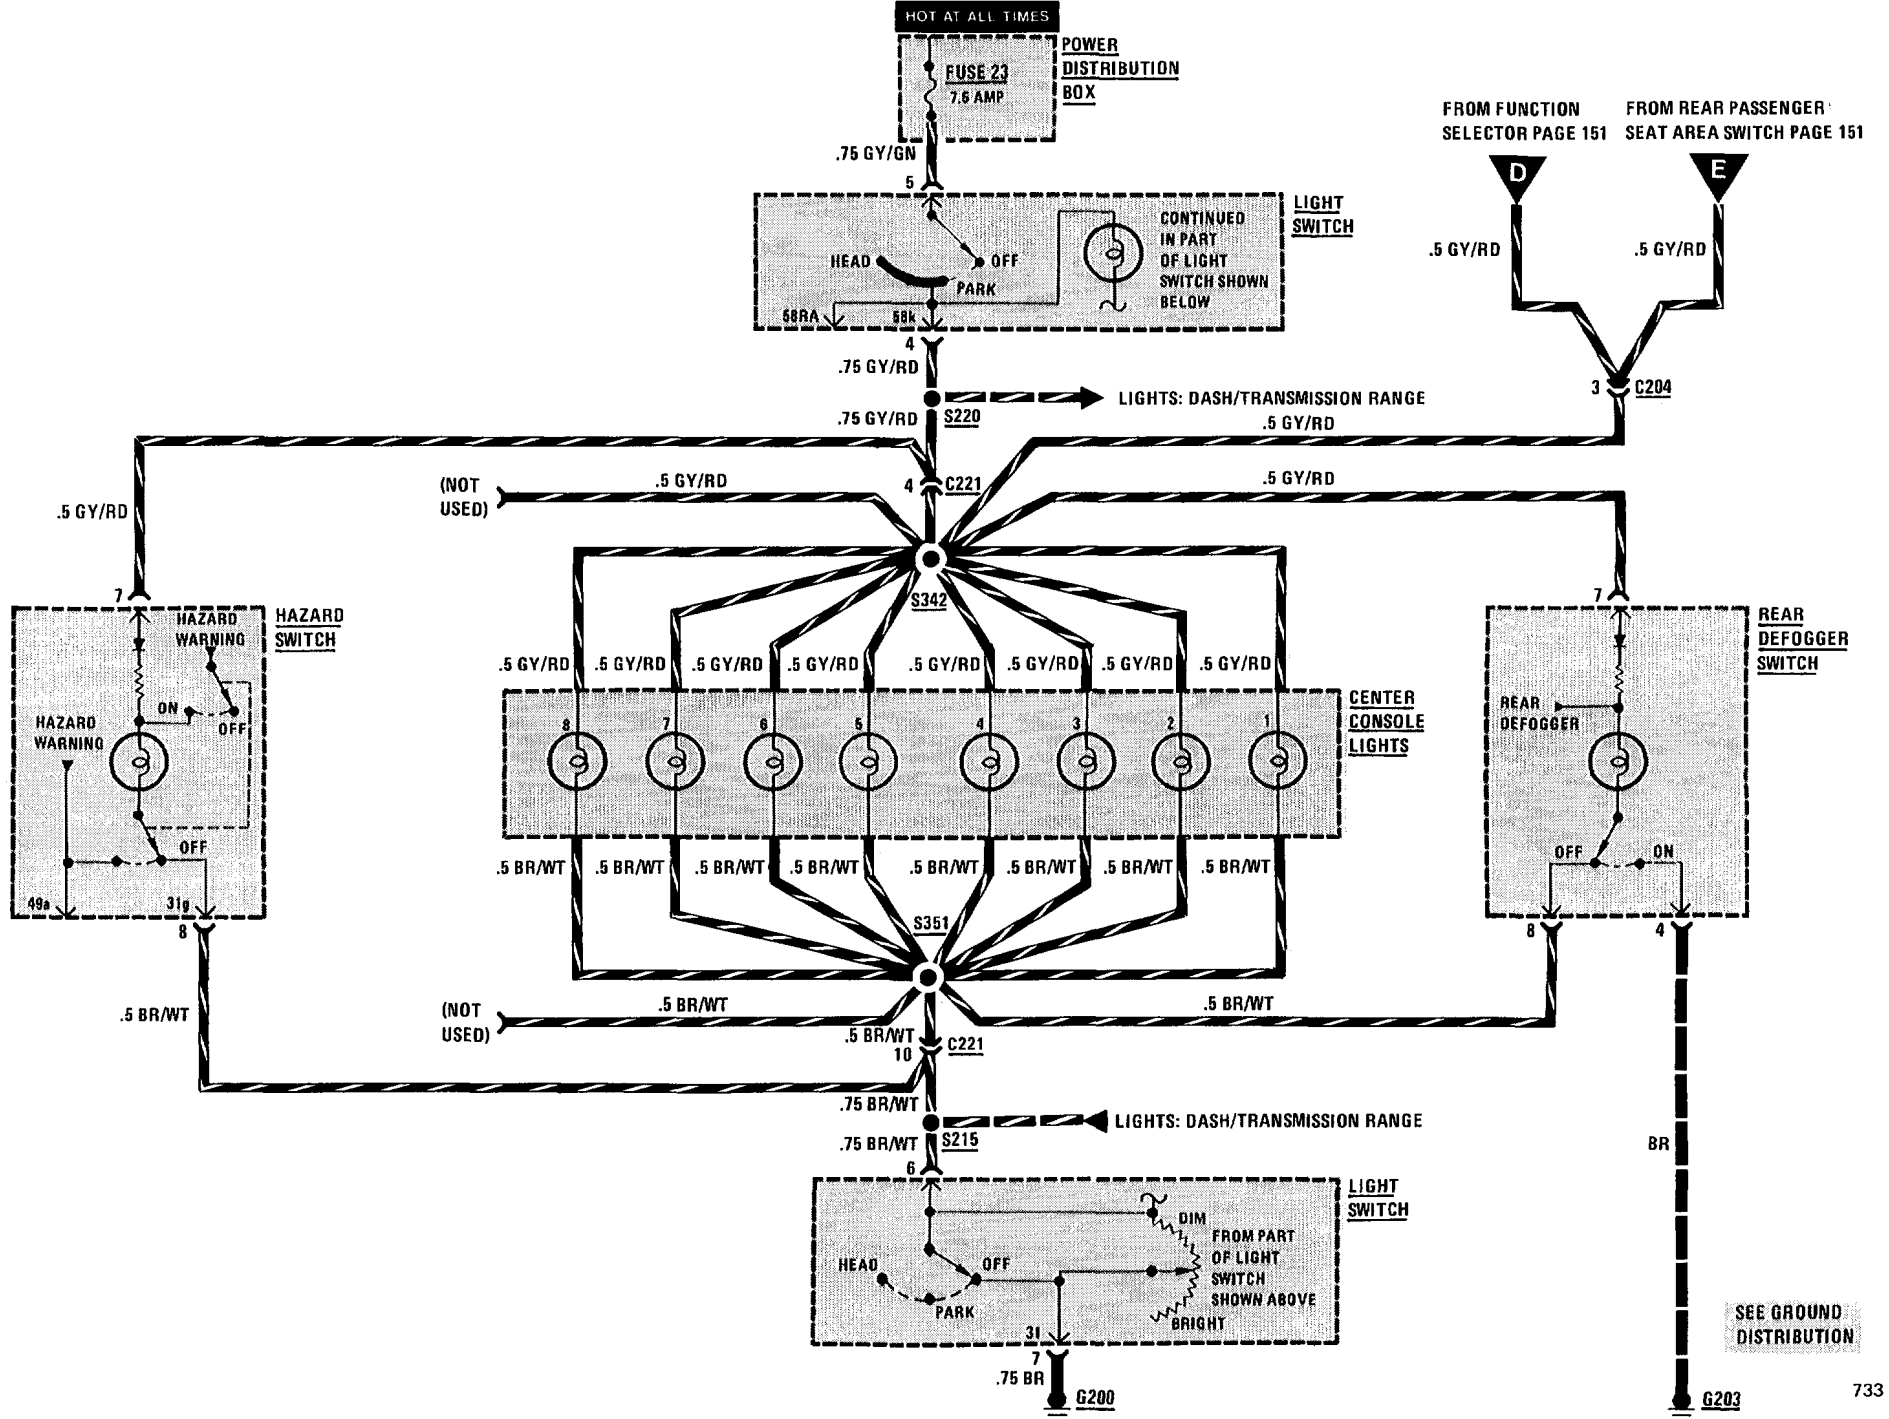 HOT AT ALL TIMES
POWER
DISTRIBUTION
BOX
FUSE 23
7.5 AMP
.75 GY/GN
5
FROM FUNCTION
SELECTOR PAGE 151
FROM REAR PASSENGER
SEAT AREA SWITCH PAGE 151
D
E
.5 GY/RD
.5 GY/RD
LIGHT
SWITCH
CONTINUED
IN PART
OF LIGHT
SWITCH SHOWN
BELOW
HEAD
OFF
PARK
58RA
58k
4
.75 GY/RD
LIGHTS: DASH/TRANSMISSION RANGE
S220
.75 GY/RD
3
C204
.5 GY/RD
(NOT
USED)
.5 GY/RD
4
C221
.5 GY/RD
.5 GY/RD
7
HAZARD
SWITCH
HAZARD
WARNING
ON
OFF
HAZARD
WARNING
OFF
49a
31g
8
S342
.5 GY/RD
.5 GY/RD
.5 GY/RD
.5 GY/RD
.5 GY/RD
.5 GY/RD
.5 GY/RD
.5 GY/RD
CENTER
CONSOLE
LIGHTS
8
7
6
5
4
3
2
1
.5 BR/WT
.5 BR/WT
.5 BR/WT
.5 BR/WT
.5 BR/WT
.5 BR/WT
.5 BR/WT
.5 BR/WT
7
REAR
DEFOGGER
SWITCH
REAR
DEFOGGER
OFF
ON
8
4
S351
(NOT
USED)
.5 BR/WT
.5 BR/WT
.5 BR/WT
.5 BR/WT
10
C221
.75 BR/WT
LIGHTS: DASH/TRANSMISSION RANGE
S215
.75 BR/WT
6
BR
LIGHT
SWITCH
DIM
FROM PART
OF LIGHT
SWITCH
SHOWN ABOVE
BRIGHT
HEAD
OFF
PARK
31
7
.75 BR
G200
G203
SEE GROUND
DISTRIBUTION
733